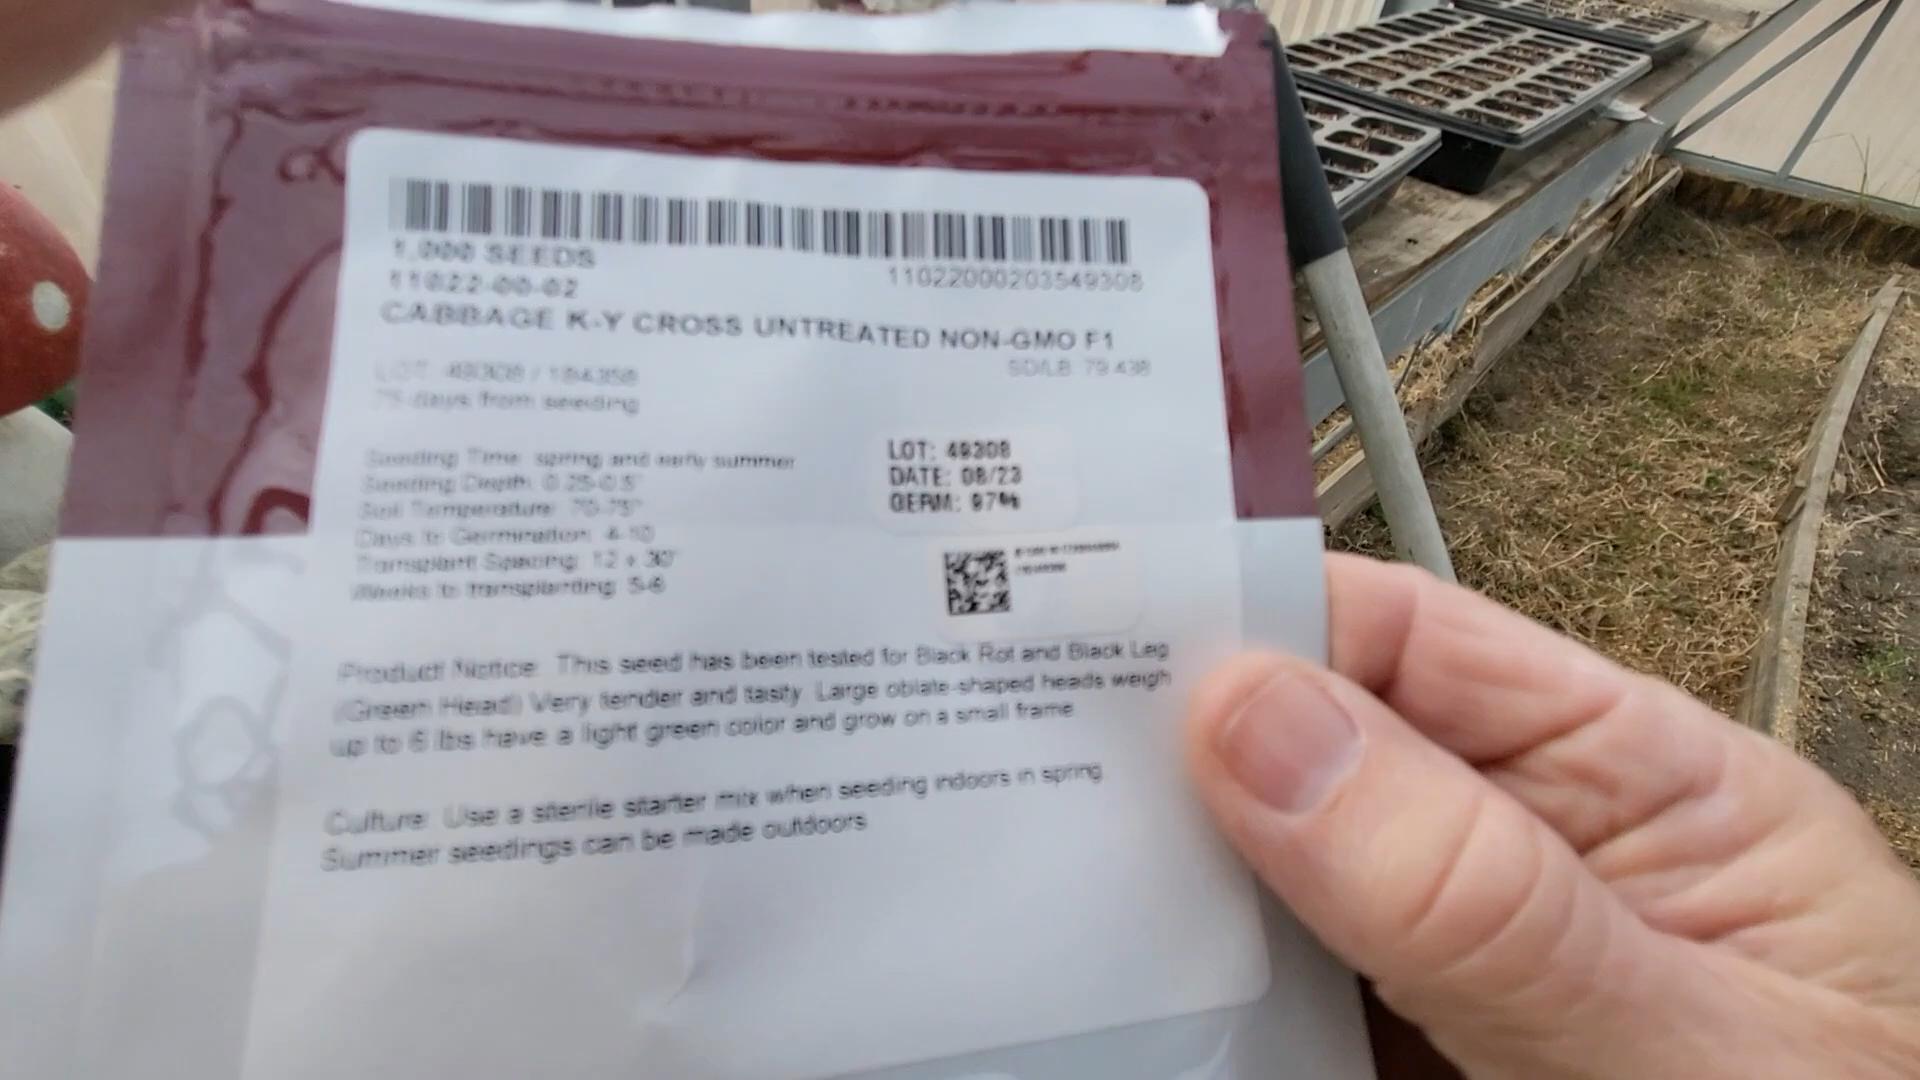 1,000 SEEDS
11022-00-02
11022000203549308
CABBAGE K-Y CROSS UNTREATED NON-GMO F1
LOT: 49308 / 184358
SD/LB: 79,438
75 days from seeding
Seeding Time: spring and early summer
Seeding Depth: 0.25-0.5"
Soil Temperature: 70-75°
Days to Germination: 4-10
Transplant Spacing: 12 x 30"
Weeks to transplanting: 5-6
LOT: 49308
DATE: 08/23
GERM: 97%
Product Notice: This seed has been tested for Black Rot and Black Leg
(Green Head) Very tender and tasty. Large oblate-shaped heads weigh
up to 6 lbs have a light green color and grow on a small frame.
Culture: Use a sterile starter mix when seeding indoors in spring.
Summer seedings can be made outdoors